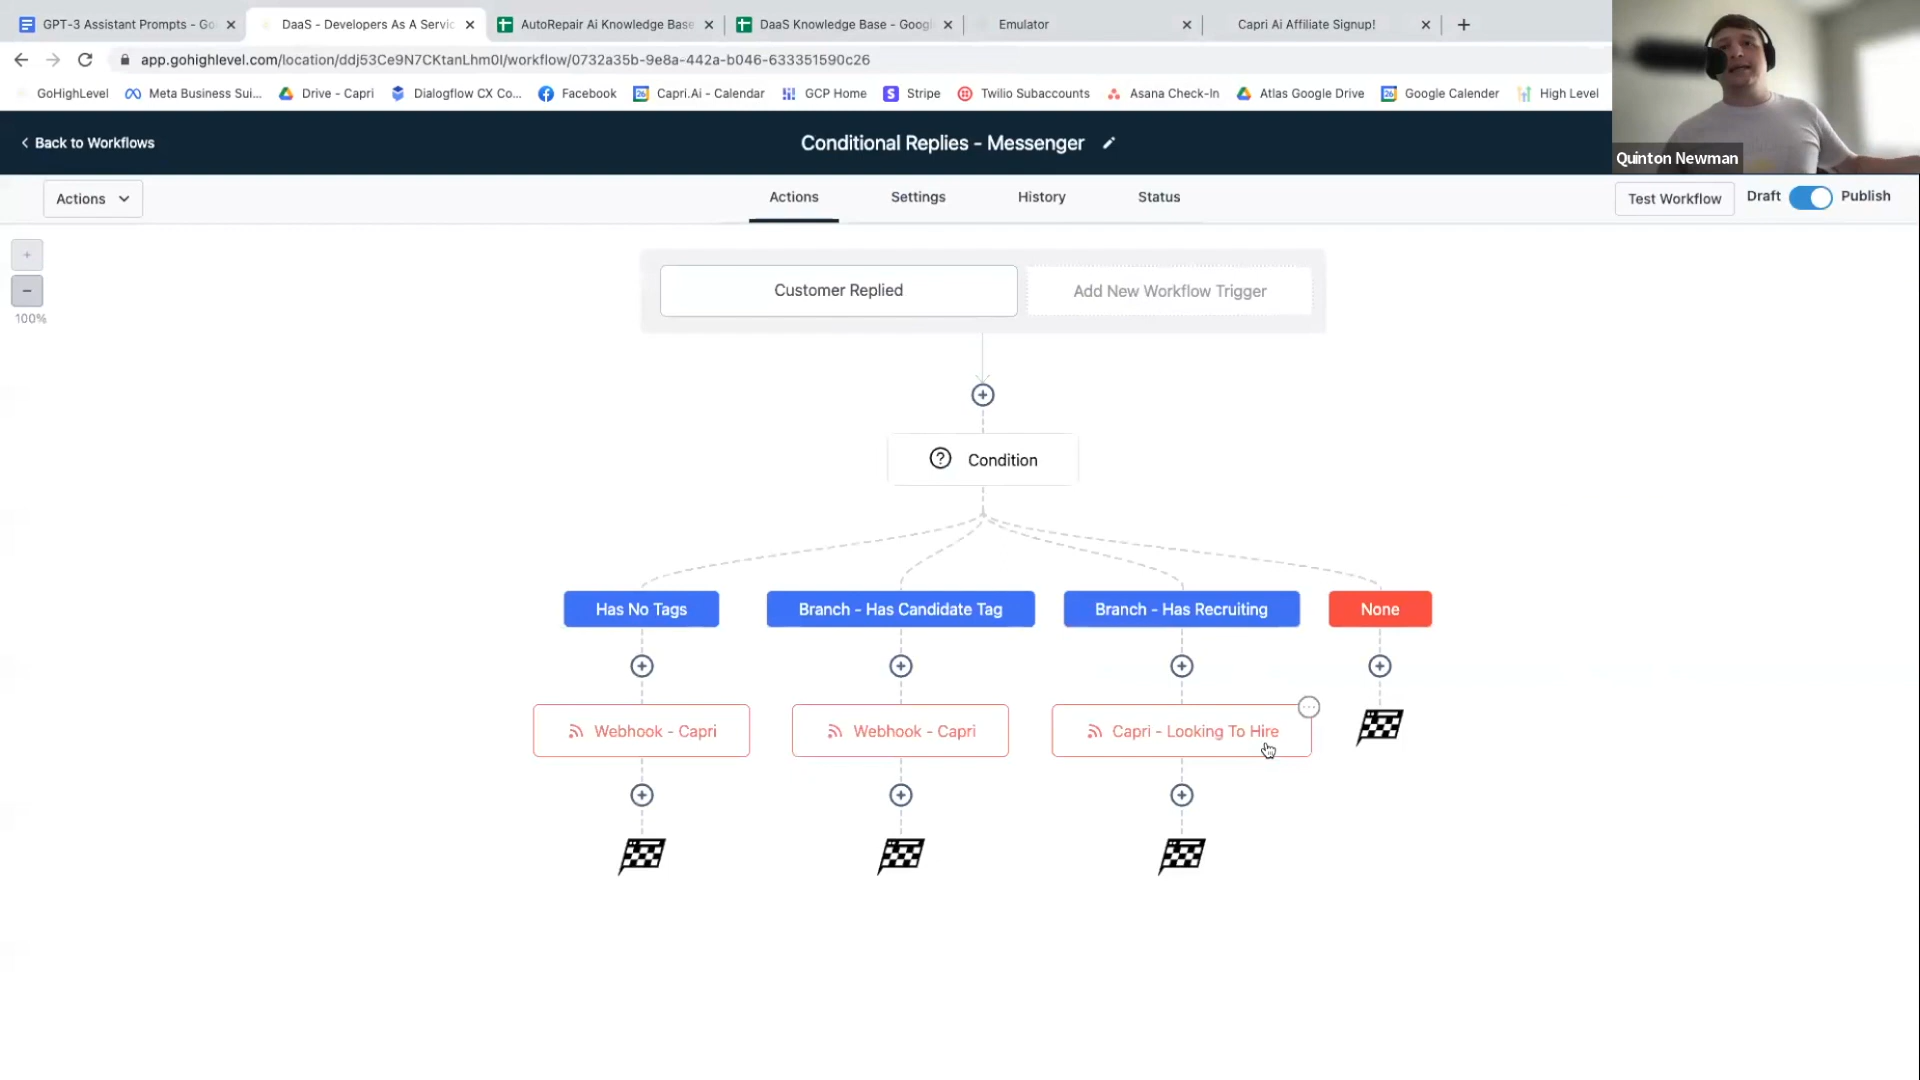 GPT-3 Assistant Prompts - Go
DaaS - Developers As A Servic
AutoRepair Ai Knowledge Base
DaaS Knowledge Base - Googl
Emulator
Capri Ai Affiliate Signup!
app.gohighlevel.com/location/ddj53Ce9N7CKtanLhm0I/workflow/0732a35b-9e8a-442a-b046-633351590c26
GoHighLevel
Meta Business Sui...
Drive - Capri
Dialogflow CX Co...
Facebook
Capri.Ai - Calendar
GCP Home
Stripe
Twilio Subaccounts
Asana Check-In
Atlas Google Drive
Google Calender
High Level
Back to Workflows
Conditional Replies - Messenger
Quinton Newman
Actions
Actions
Settings
History
Status
Test Workflow
Draft
Publish
100%
Customer Replied
Add New Workflow Trigger
Condition
Has No Tags
Branch - Has Candidate Tag
Branch - Has Recruiting
None
Webhook - Capri
Webhook - Capri
Capri - Looking To Hire